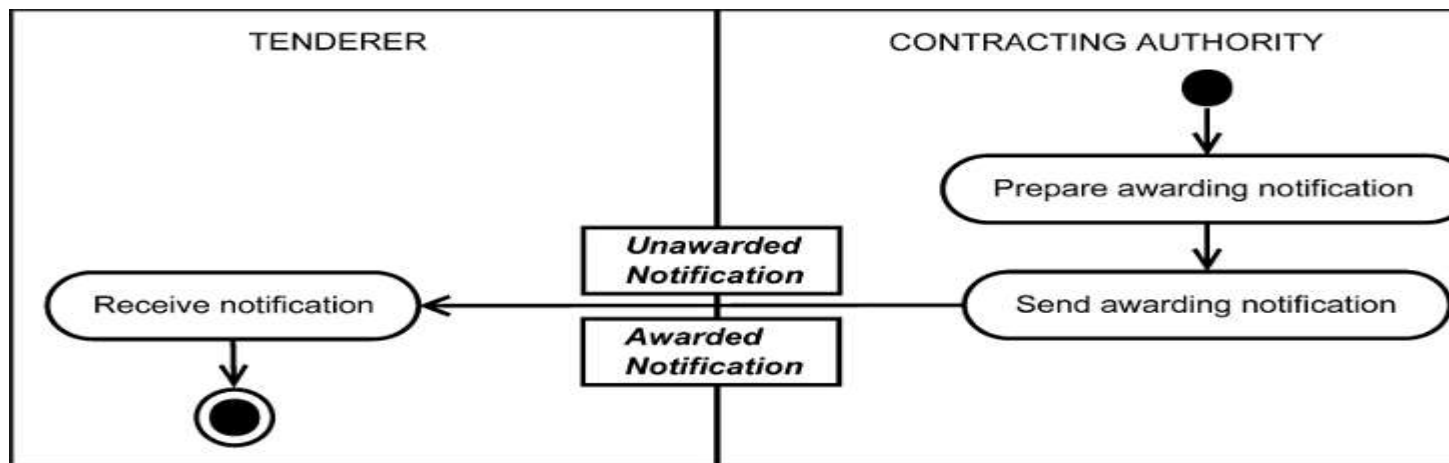 TENDERER
CONTRACTING AUTHORITY
Prepare awarding notification
Unawarded
Notification
Receive notification
Send awarding notification
Awarded
Notification